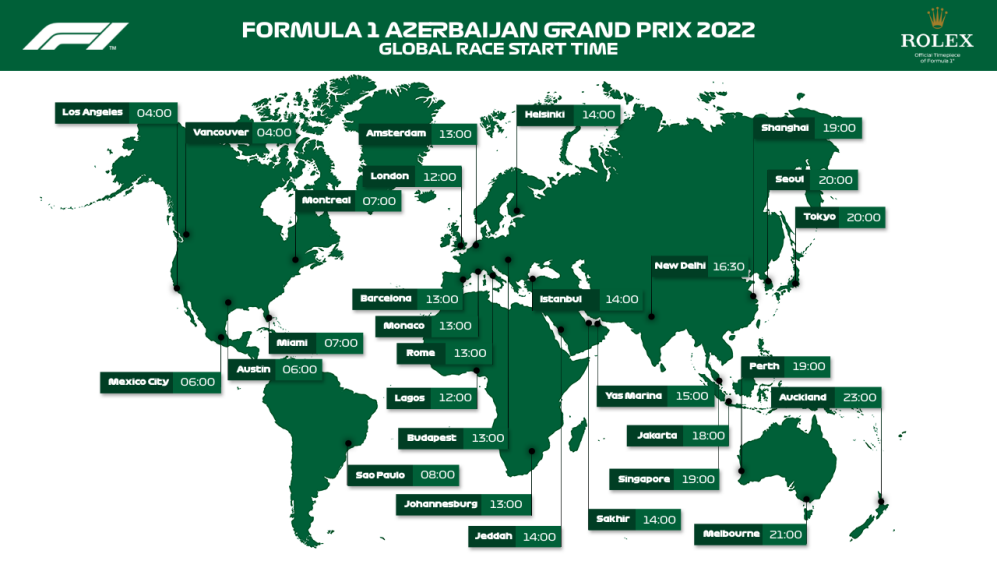 F1 TM
FORMULA 1 AZERBAIJAN GRAND PRIX 2022
GLOBAL RACE START TIME
ROLEX
Official Timepiece
of Formula 1®
Los Angeles 04:00
Vancouver 04:00
Amsterdam 13:00
Helsinki 14:00
Shanghai 19:00
London 12:00
Montreal 07:00
Seoul 20:00
Tokyo 20:00
New Delhi 16:30
Barcelona 13:00
Istanbul 14:00
Monaco 13:00
Miami 07:00
Rome 13:00
Austin 06:00
Mexico City 06:00
Perth 19:00
Lagos 12:00
Yas Marina 15:00
Auckland 23:00
Budapest 13:00
Jakarta 18:00
Sao Paulo 08:00
Singapore 19:00
Johannesburg 13:00
Sakhir 14:00
Jeddah 14:00
Melbourne 21:00